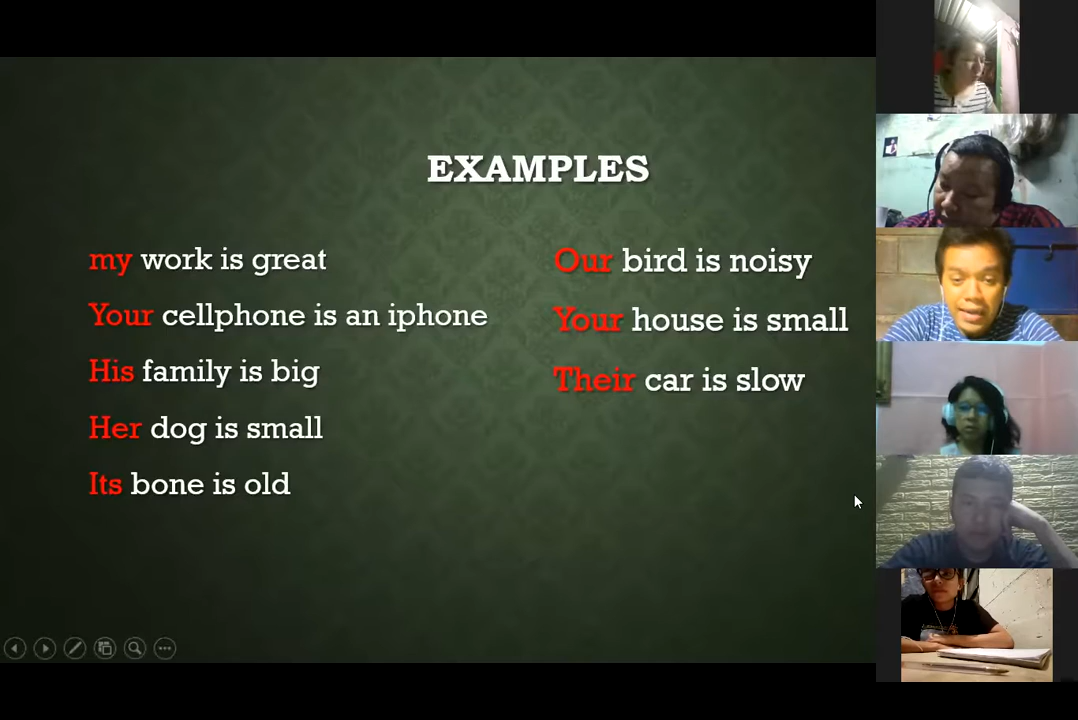 EXAMPLES
my work is great
Your cellphone is an iphone
His family is big
Her dog is small
Its bone is old
Our bird is noisy
Your house is small
Their car is slow